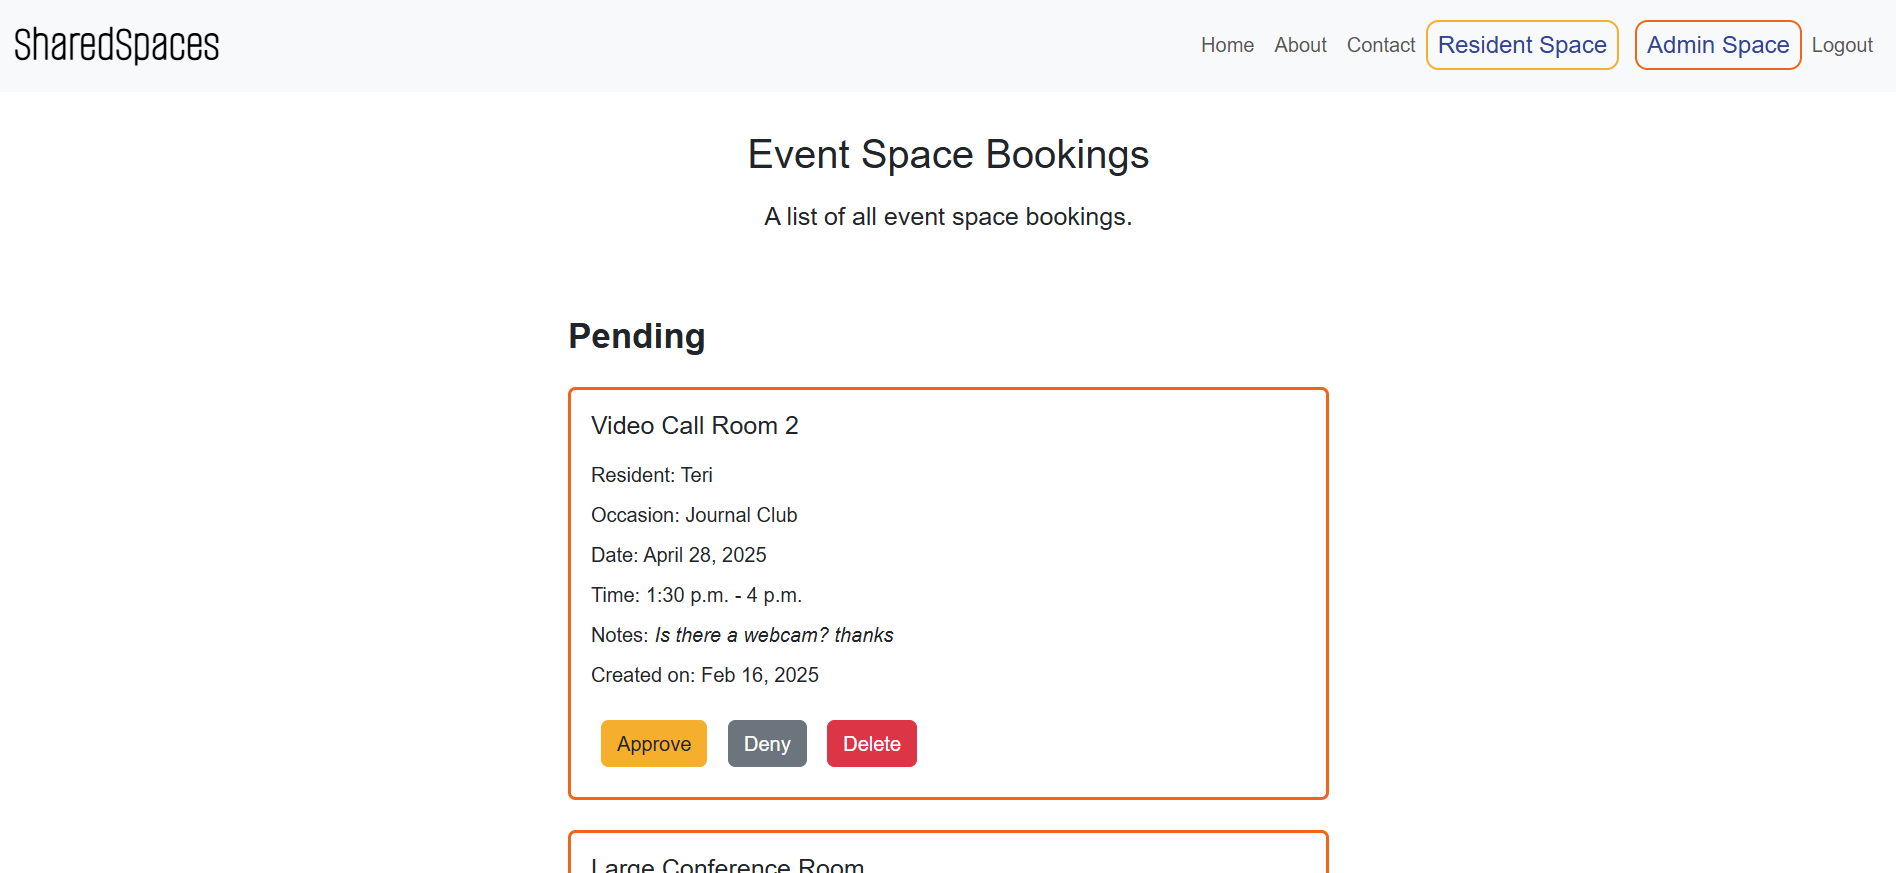 SharedSpaces
Home About Contact Resident Space Admin Space Logout
Event Space Bookings
A list of all event space bookings.
Pending
Video Call Room 2
Resident: Teri
Occasion: Journal Club
Date: April 28, 2025
Time: 1:30 p.m. - 4 p.m.
Notes: Is there a webcam? thanks
Created on: Feb 16, 2025
Approve Deny Delete
Large Conference Room